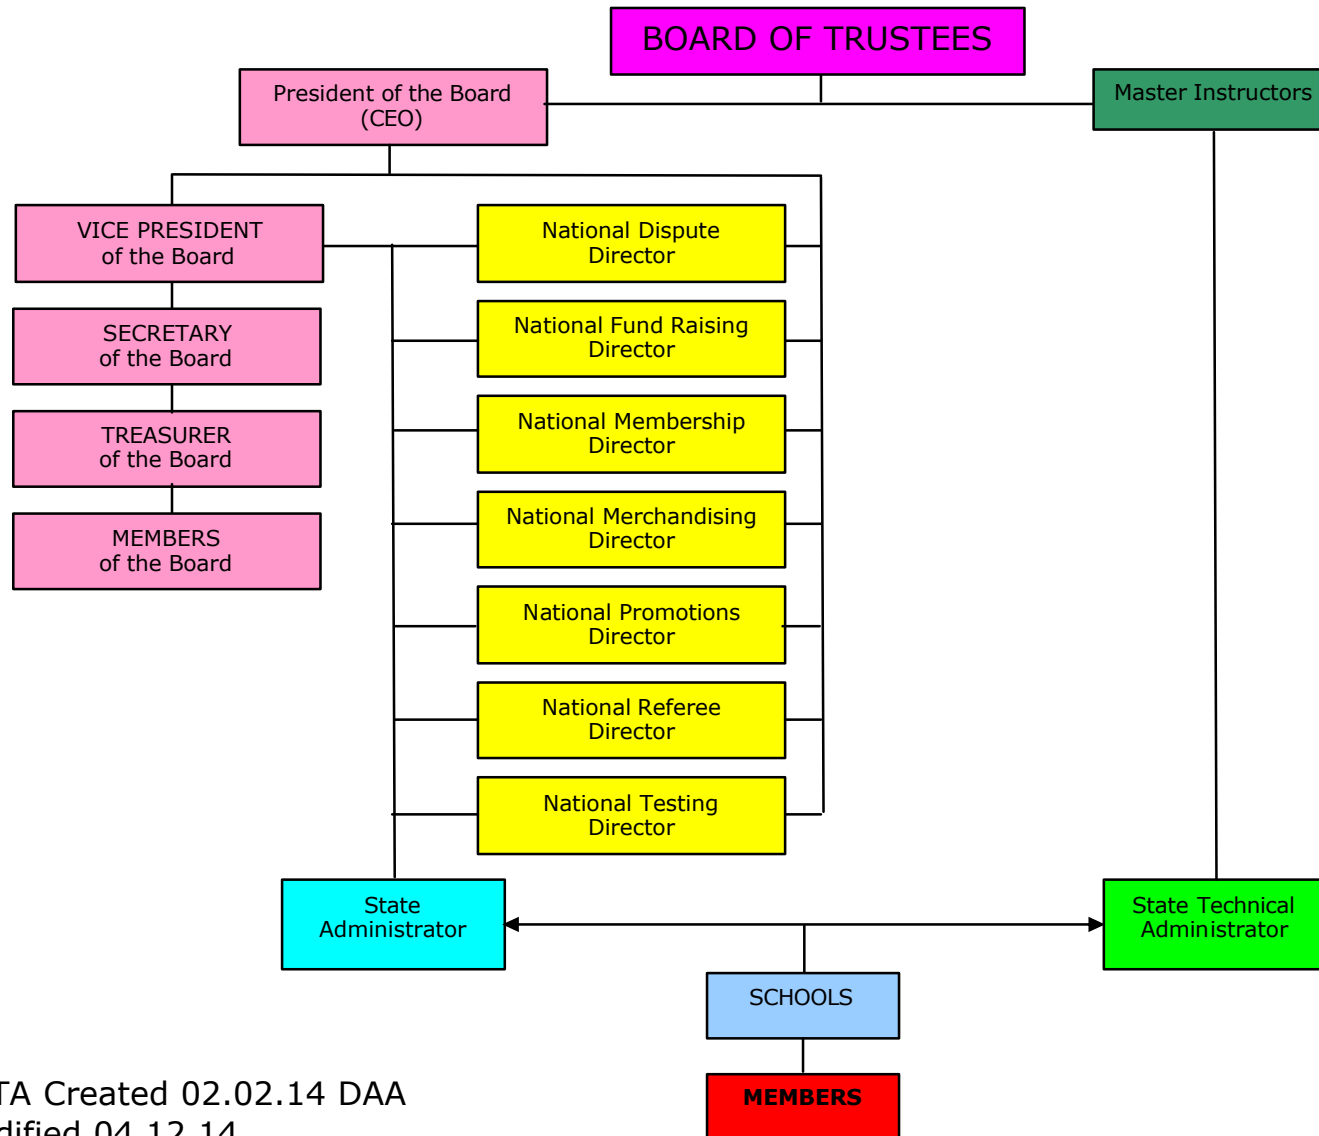 BOARD OF TRUSTEES
President of the Board
(CEO)
Master Instructors
VICE PRESIDENT
of the Board
National Dispute
Director
SECRETARY
of the Board
National Fund Raising
Director
TREASURER
of the Board
National Membership
Director
MEMBERS
of the Board
National Merchandising
Director
National Promotions
Director
National Referee
Director
National Testing
Director
State
Administrator
State Technical
Administrator
SCHOOLS
MEMBERS
Created 02.02.14 DAA
04.12.14